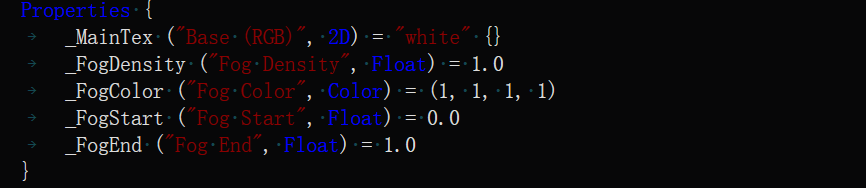 Properties {
_MainTex ("Base (RGB)", 2D) = "white" {}
_FogDensity ("Fog Density", Float) = 1.0
_FogColor ("Fog Color", Color) = (1, 1, 1, 1)
_FogStart ("Fog Start", Float) = 0.0
_FogEnd ("Fog End", Float) = 1.0
}